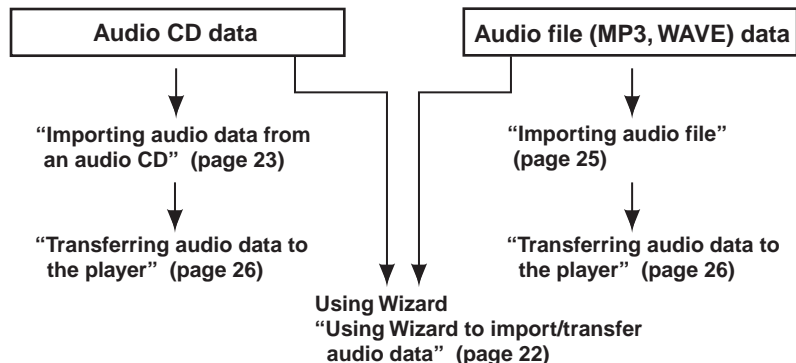 Audio CD data
Audio file (MP3, WAVE) data
“Importing audio data from
an audio CD” (page 23)
“Importing audio file”
(page 25)
“Transferring audio data to
the player” (page 26)
“Transferring audio data to
the player” (page 26)
Using Wizard
“Using Wizard to import/transfer
audio data” (page 22)